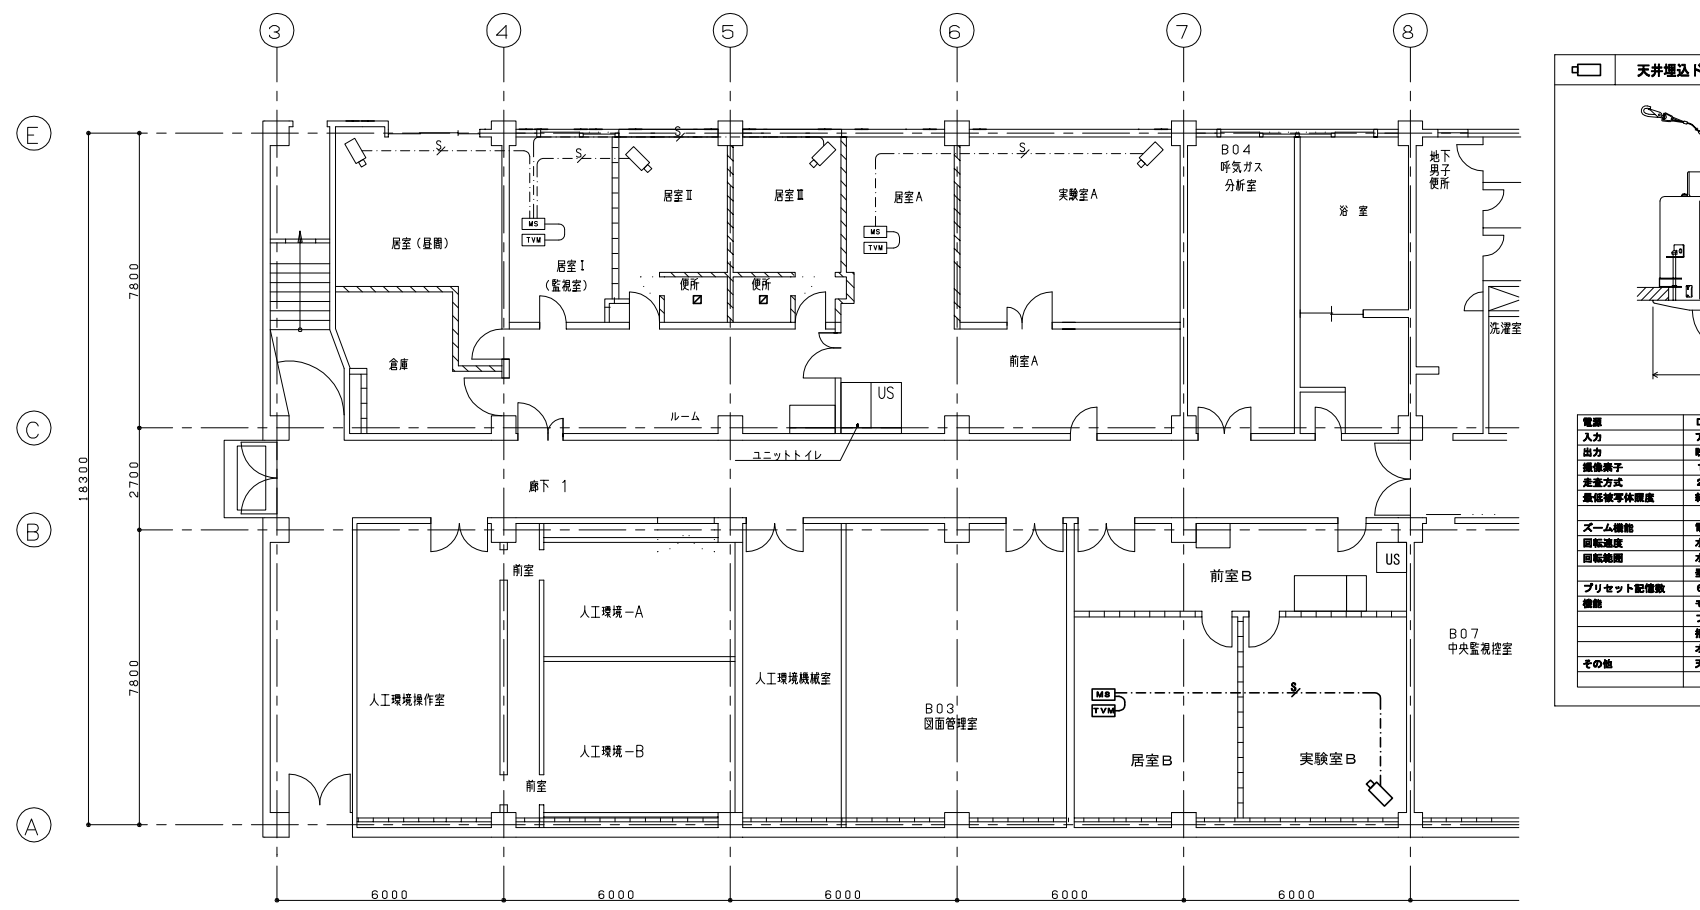 3
4
5
6
7
8
天井埋込ド
E
S
S
S
S
B04
呼気ガス
分析室
地下
男子
便所
居室Ⅱ
居室Ⅲ
居室A
実験室A
浴 室
MS
TVM
MS
TVM
居室(昼間)
居室Ⅰ
(監視室)
便所
便所
7800
洗濯室
倉庫
前室A
US
ルーム
C
ユニットトイレ
18300
2700
廊下 1
電源
入力
出力
撮像素子
走査方式
最低被写体照度
ズーム機能
回転速度
回転範囲
プリセット記憶数
機能
その他
B
前室
US
前室B
人工環境-A
B07
中央監視控室
7800
人工環境操作室
人工環境機械室
MS
TVM
S
B03
図面管理室
人工環境-B
居室B
実験室B
前室
A
6000
6000
6000
6000
6000